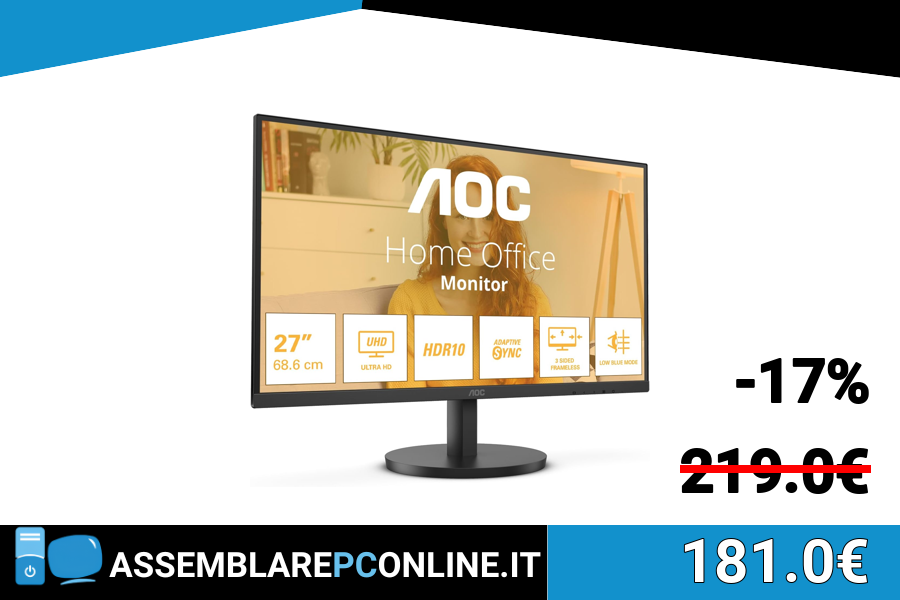 AOC
Home Office
Monitor
27”
68.6 cm
UHD
ULTRA HD
HDR10
ADAPTIVE
SYNC
3 SIDED
FRAMELESS
LOW BLUE MODE
AOC
-17%
219.0€
ASSEMBLAREPCONLINE.IT
181.0€